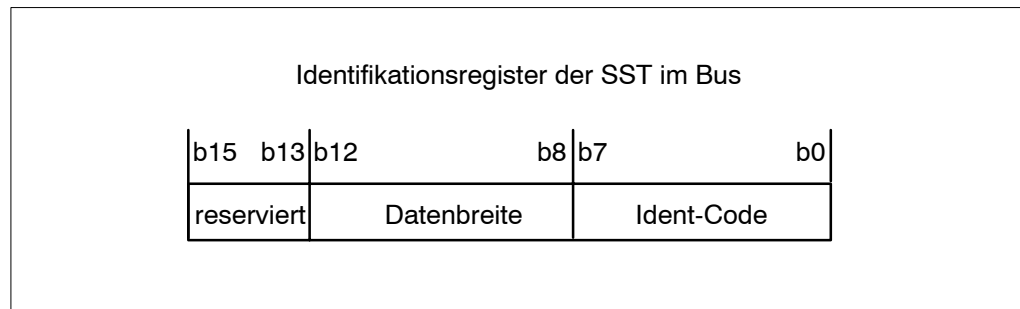 Identifikationsregister der SST im Bus
b15 b13 b12 b8 b7 b0
reserviert Datenbreite Ident-Code